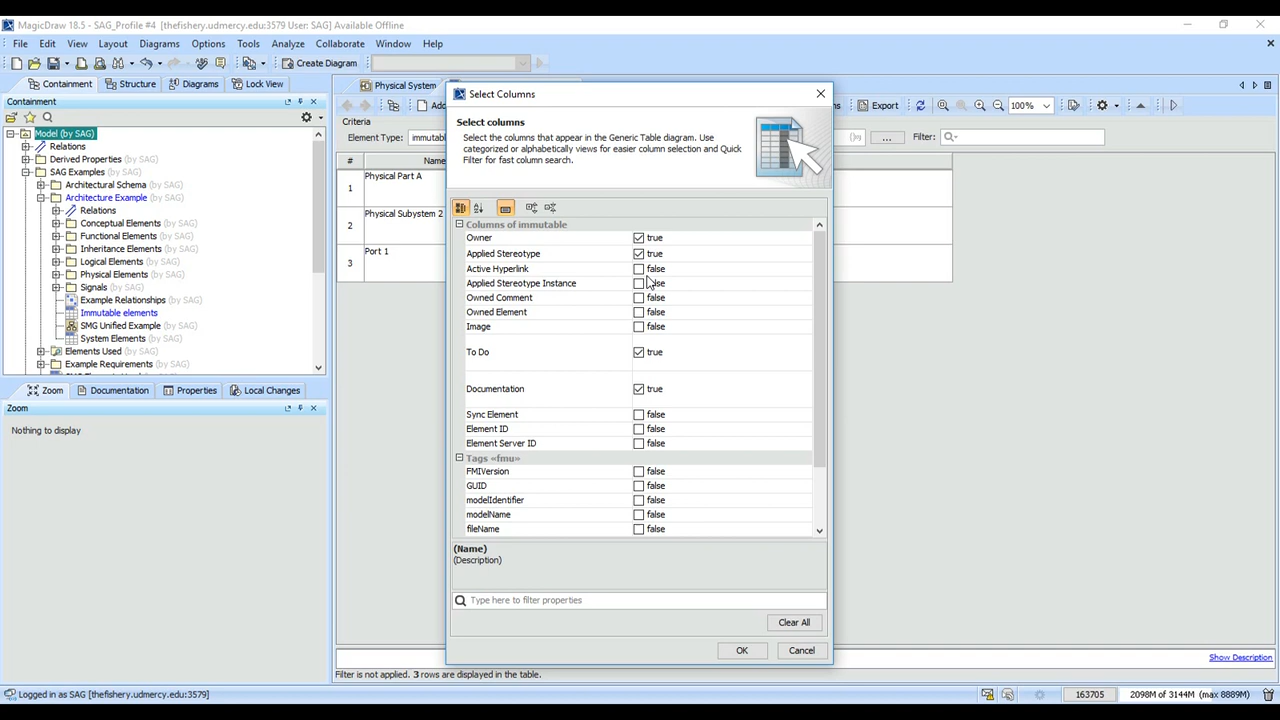 MagicDraw 18.5 - SAG_Profile #4 [thefishery.udmercy.edu:3579 User: SAG] Available Offline
File Edit View Layout Diagrams Options Tools Analyze Collaborate Window Help
Create Diagram
Containment Structure Diagrams Lock View
Containment
Model (by SAG)
Relations
Derived Properties (by SAG)
SAG Examples (by SAG)
Architectural Schema (by SAG)
Architecture Example (by SAG)
Relations
Conceptual Elements (by SAG)
Functional Elements (by SAG)
Inheritance Elements (by SAG)
Logical Elements (by SAG)
Physical Elements (by SAG)
Signals (by SAG)
Example Relationships (by SAG)
Immutable elements (by SAG)
SMG Unified Example (by SAG)
System Elements (by SAG)
Elements Used (by SAG)
Example Requirements (by SAG)
Zoom Documentation Properties Local Changes
Zoom
Nothing to display
Physical System
Export
100%
Criteria
Element Type: immutable
... Filter:
#
1 Physical Part A
2 Physical Subsystem 2
3 Port 1
Select Columns
Select columns
Select the columns that appear in the Generic Table diagram. Use
categorized or alphabetically views for easier column selection and Quick
Filter for fast column search.
Columns of immutable
Owner true
Applied Stereotype true
Active Hyperlink false
Applied Stereotype Instance false
Owned Comment false
Owned Element false
Image false
To Do true
Documentation true
Sync Element false
Element ID false
Element Server ID false
Tags «fmu»
FMIVersion false
GUID false
modelIdentifier false
modelName false
fileName false
(Name)
(Description)
Type here to filter properties
Clear All
OK Cancel
Show Description
Filter is not applied. 3 rows are displayed in the table.
Logged in as SAG [thefishery.udmercy.edu:3579] 163705 2098M of 3144M (max 8889M)